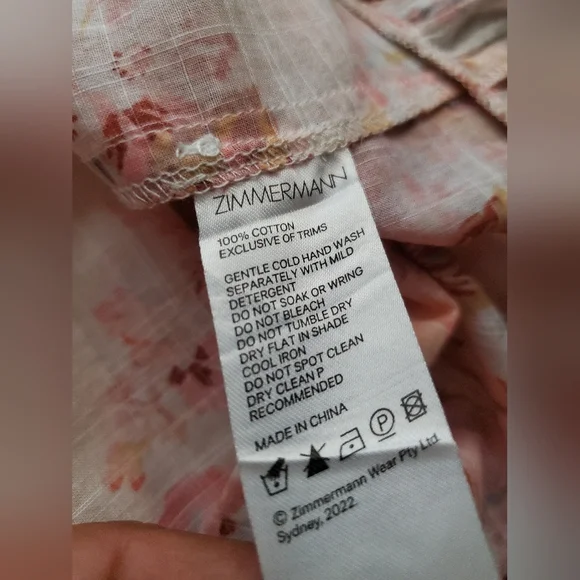 ZIMMERMANN
100% COTTON
EXCLUSIVE OF TRIMS
GENTLE COLD HAND WASH
SEPARATELY WITH MILD
DETERGENT
DO NOT SOAK OR WRING
DO NOT BLEACH
DO NOT TUMBLE DRY
DRY FLAT IN SHADE
COOL IRON
DO NOT SPOT CLEAN
DRY CLEAN P
RECOMMENDED
MADE IN CHINA
P
© Zimmermann Wear Pty Ltd.
Sydney, 2022